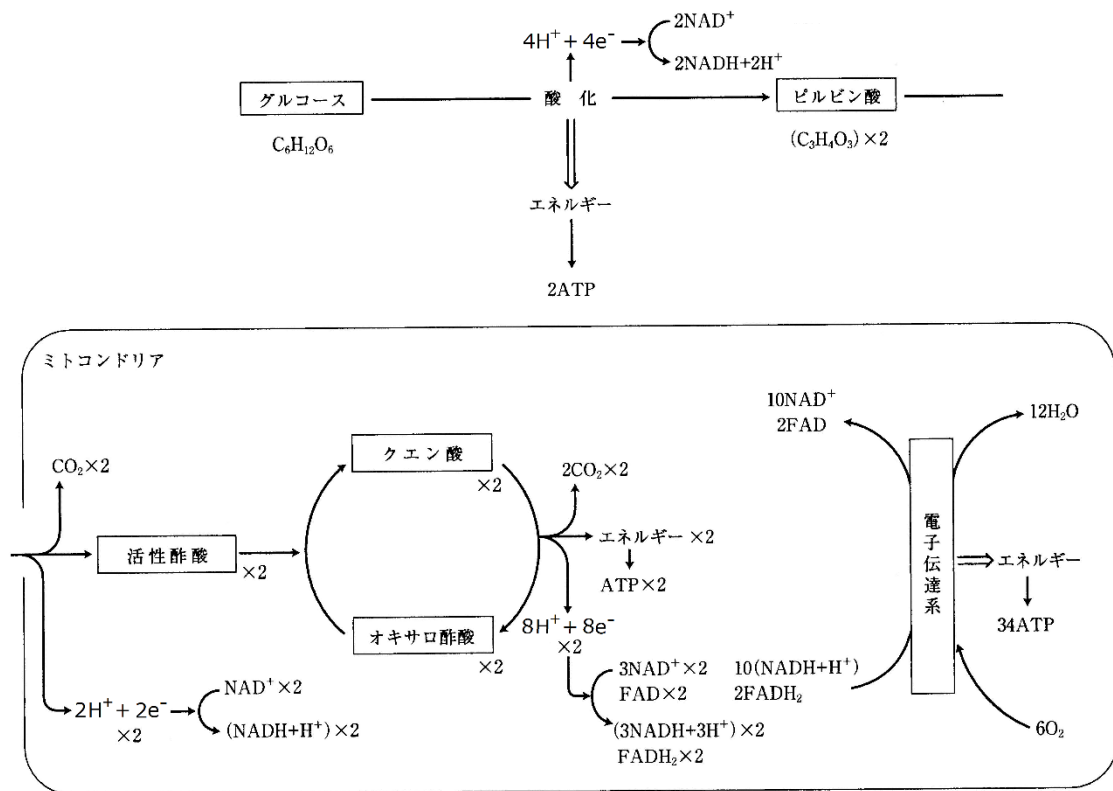 2NAD⁺
4H⁺ + 4e⁻
2NADH+2H⁺
グルコース
酸 化
ピルビン酸
C₆H₁₂O₆
(C₃H₄O₃)×2
エネルギー
2ATP
ミトコンドリア
CO₂×2
活性酢酸
×2
2H⁺ + 2e⁻
×2
NAD⁺×2
(NADH+H⁺)×2
クエン酸
×2
オキサロ酢酸
×2
2CO₂×2
エネルギー ×2
ATP×2
8H⁺ + 8e⁻
×2
3NAD⁺×2
FAD×2
(3NADH+3H⁺)×2
FADH₂×2
10NAD⁺
2FAD
10(NADH+H⁺)
2FADH₂
電子伝達系
12H₂O
エネルギー
34ATP
6O₂